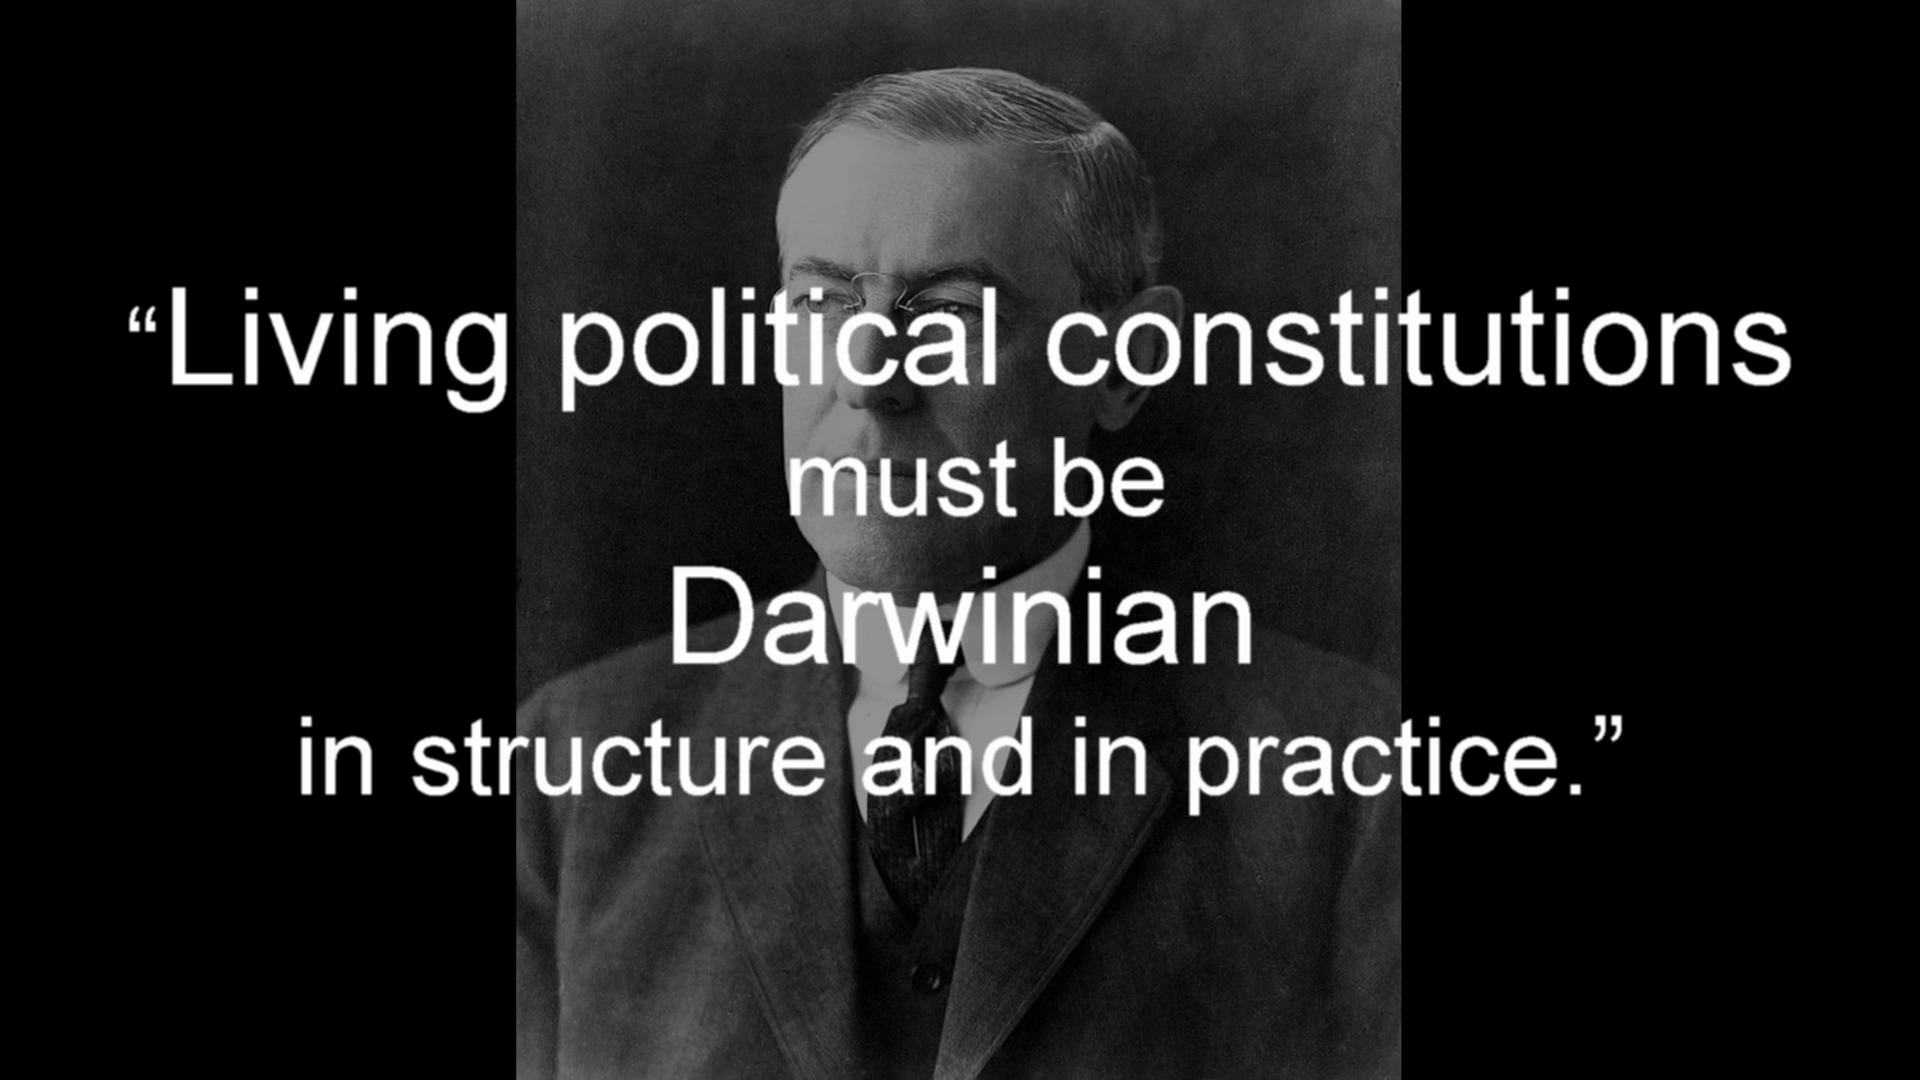 “Living political constitutions
must be
Darwinian
in structure and in practice.”